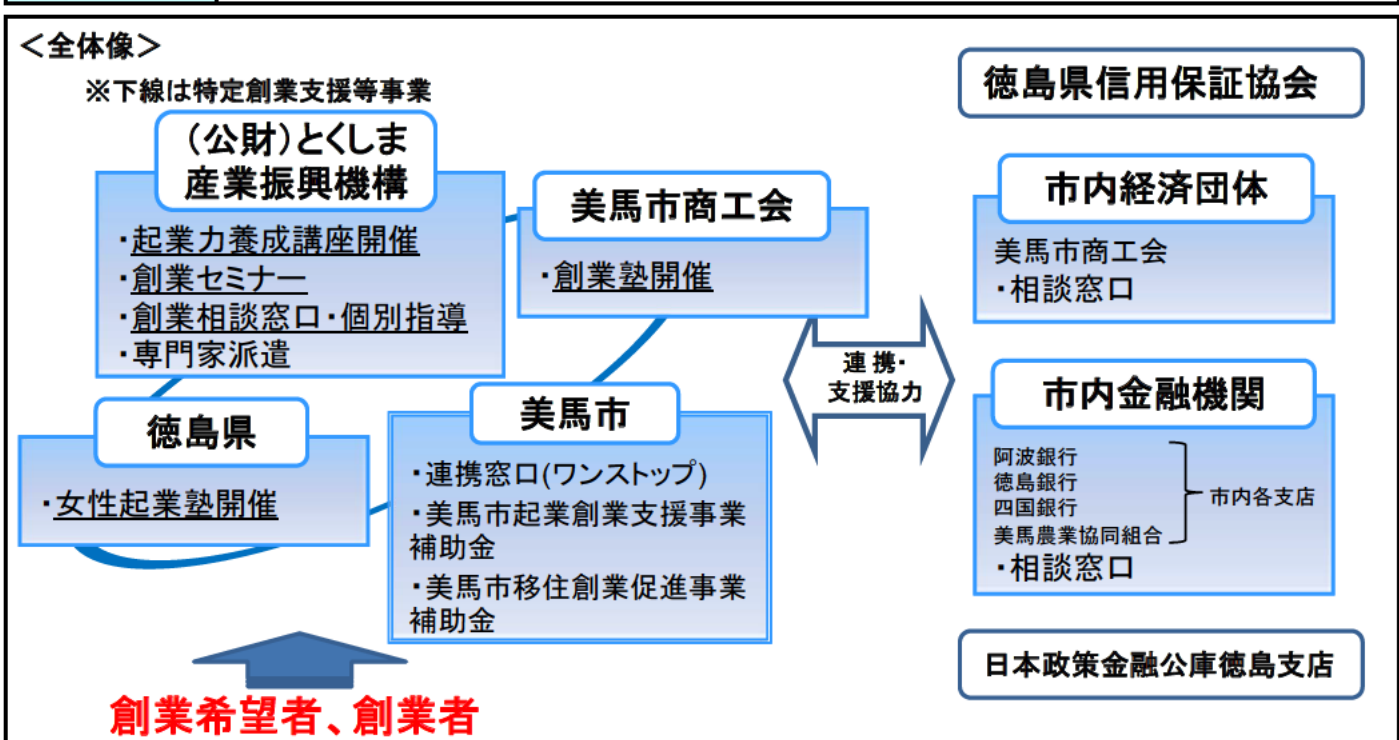 ＜全体像＞
※下線は特定創業支援等事業
（公財）とくしま
産業振興機構
・起業力養成講座開催
・創業セミナー
・創業相談窓口・個別指導
・専門家派遣
美馬市商工会
・創業塾開催
徳島県
・女性起業塾開催
美馬市
・連携窓口(ワンストップ)
・美馬市起業創業支援事業
補助金
・美馬市移住創業促進事業
補助金
創業希望者、創業者
連携・
支援協力
徳島県信用保証協会
市内経済団体
美馬市商工会
・相談窓口
市内金融機関
阿波銀行
徳島銀行
四国銀行
美馬農業協同組合
市内各支店
・相談窓口
日本政策金融公庫徳島支店